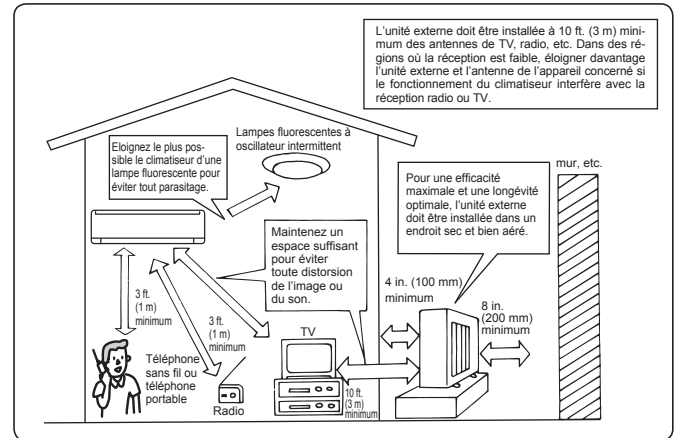 L'unité externe doit être installée à 10 ft. (3 m) mini-
mum des antennes de TV, radio, etc. Dans des ré-
gions où la réception est faible, éloigner davantage
l'unité externe et l'antenne de l'appareil concerné si
le fonctionnement du climatiseur interfère avec la
réception radio ou TV.
Lampes fluorescentes à
oscillateur intermittent
Eloignez le plus pos-
sible le climatiseur d'une
lampe fluorescente pour
éviter tout parasitage.
mur, etc.
Pour une efficacité
maximale et une longévité
optimale, l'unité externe
doit être installée dans un
endroit sec et bien aéré.
Maintenez un
espace suffisant
pour éviter
toute distorsion
de l'image ou
du son.
4 in. (100 mm)
minimum
8 in.
(200 mm)
minimum
3 ft.
(1 m)
minimum
3 ft.
(1 m)
minimum
TV
Téléphone
sans fil ou
téléphone
portable
Radio
10 ft.
(3 m)
minimum